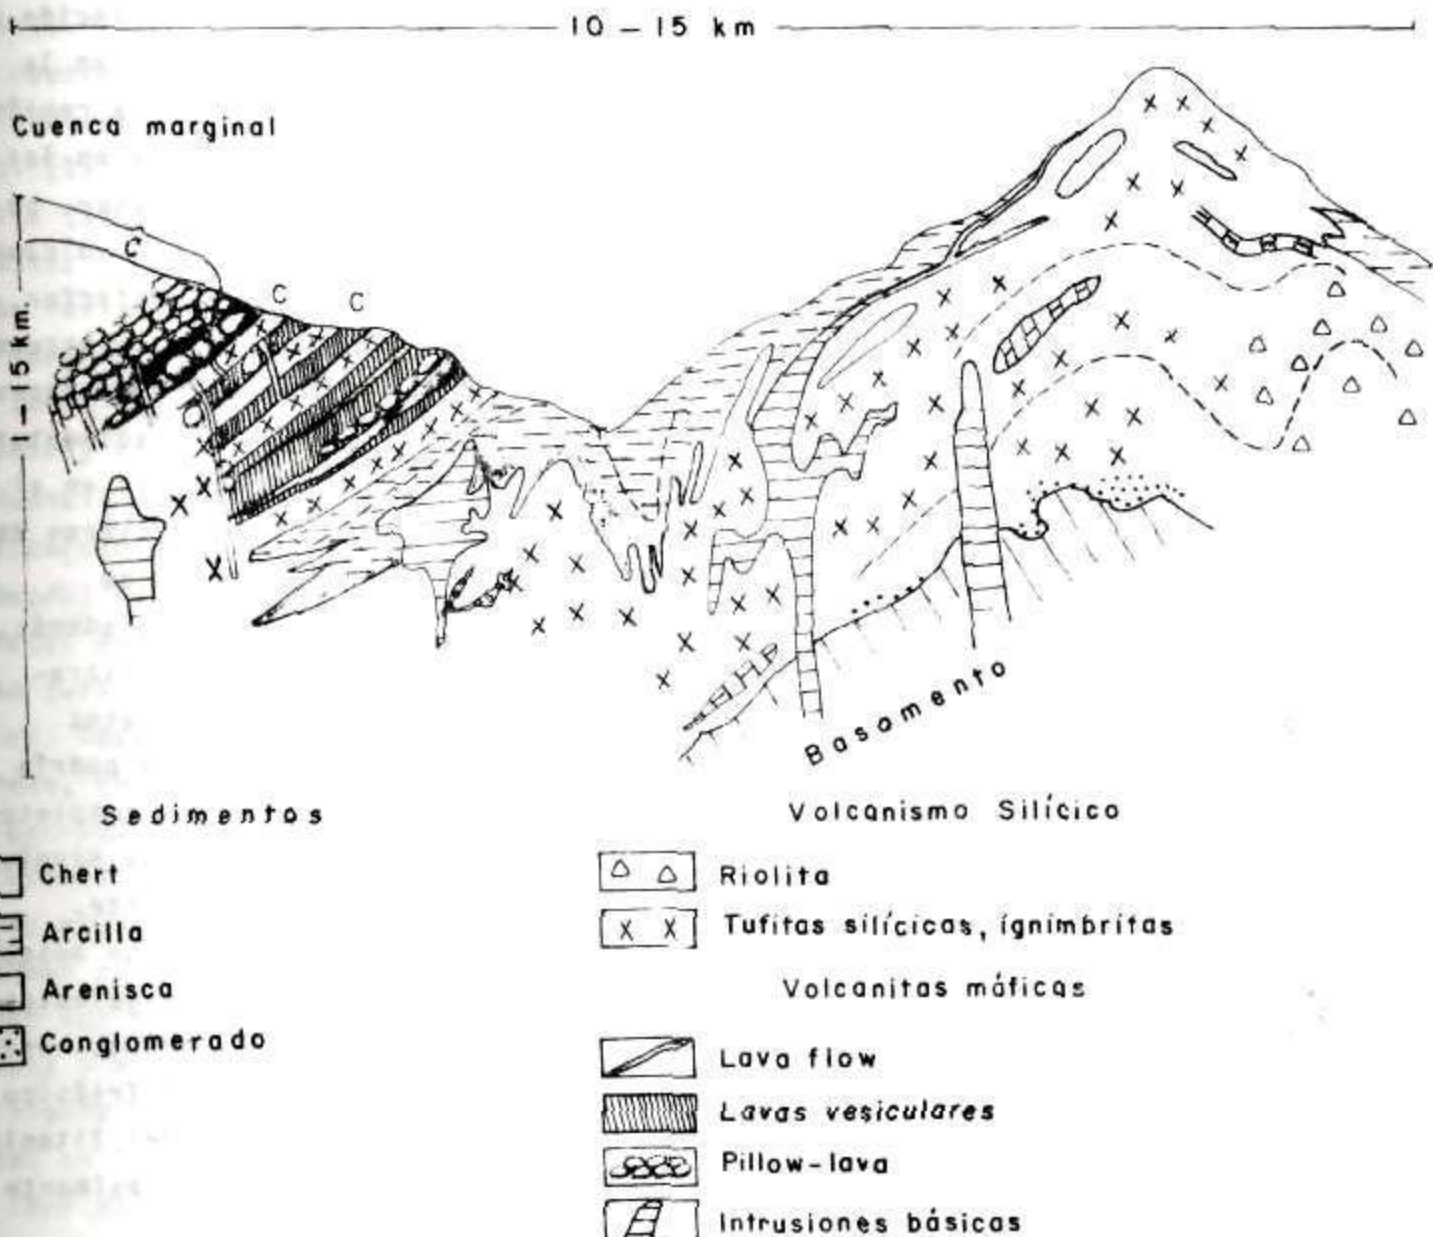 10 – 15 km
Cuenca marginal
C
C C
1 – 15 km.
Basamento
Sedimentos
Chert
Arcilla
Arenisca
Conglomerado
Volcanismo Silícico
Riolita
Tufitas silícicas, ignimbritas
Volcanitas máficas
Lava flow
Lavas vesiculares
Pillow-lava
Intrusiones básicas